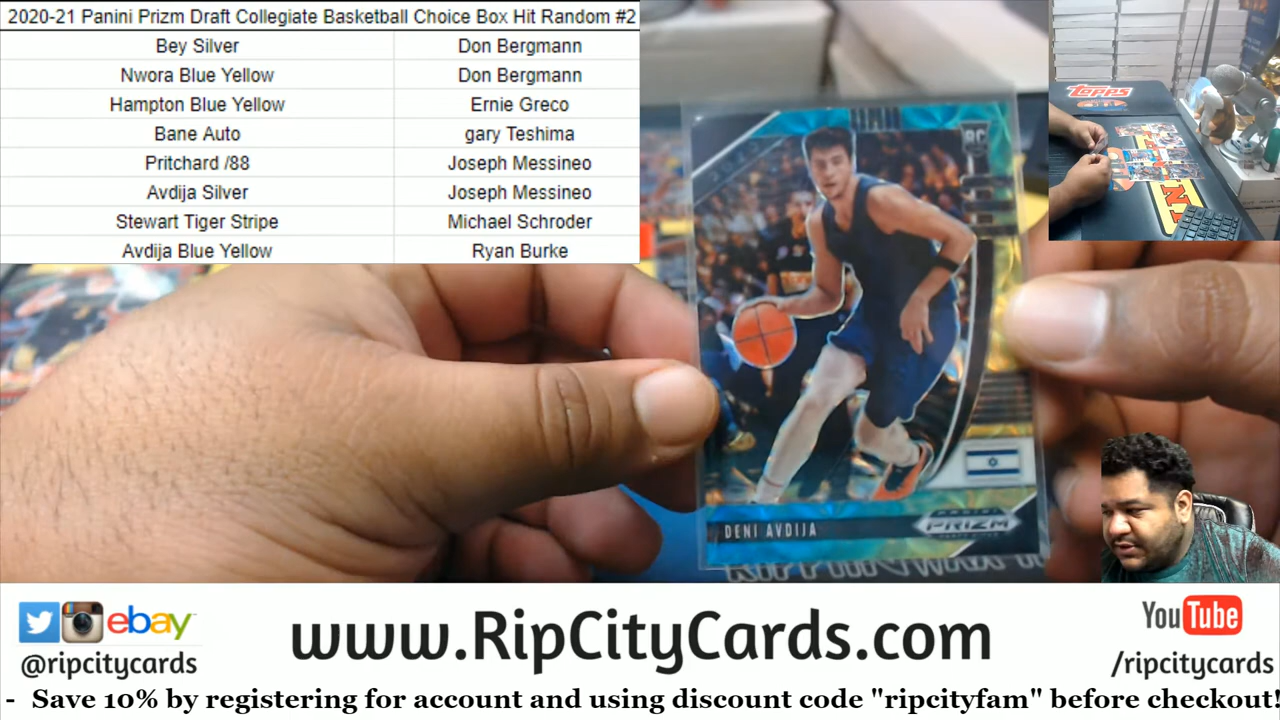 2020-21 Panini Prizm Draft Collegiate Basketball Choice Box Hit Random #2
Bey Silver Don Bergmann
Nwora Blue Yellow Don Bergmann
Hampton Blue Yellow Ernie Greco
Bane Auto gary Teshima
Pritchard /88 Joseph Messineo
Avdija Silver Joseph Messineo
Stewart Tiger Stripe Michael Schroder
Avdija Blue Yellow Ryan Burke
Topps
RC
DENI AVDIJA
PANINI
PRIZM
ebay
@ripcitycards
www.RipCityCards.com
YouTube
/ripcitycards
- Save 10% by registering for account and using discount code "ripcityfam" before checkout!